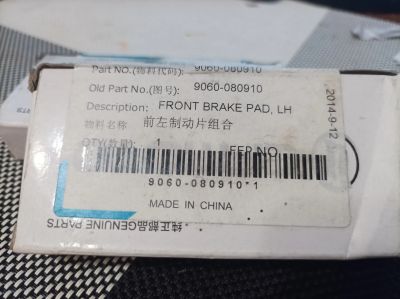 Part NO.(物料代码): 9060-080910
Old Part No.(图号): 9060-080910
Description: FRONT BRAKE PAD, LH
物料名称 前左制动片组合
QTY(数量): 1 FFP NO
9060-080910*1
MADE IN CHINA
2014-9-12
纯正部品GENUINE PARTS